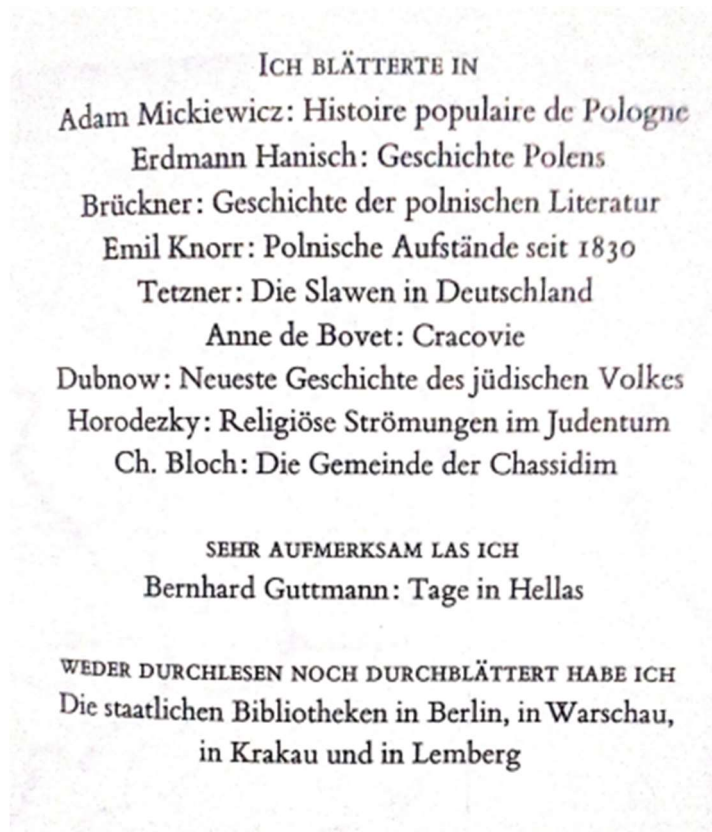 ICH BLÄTTERTE IN
Adam Mickiewicz: Histoire populaire de Pologne
Erdmann Hanisch: Geschichte Polens
Brückner: Geschichte der polnischen Literatur
Emil Knorr: Polnische Aufstände seit 1830
Tetzner: Die Slawen in Deutschland
Anne de Bovet: Cracovie
Dubnow: Neueste Geschichte des jüdischen Volkes
Horodezky: Religiöse Strömungen im Judentum
Ch. Bloch: Die Gemeinde der Chassidim
SEHR AUFMERKSAM LAS ICH
Bernhard Guttmann: Tage in Hellas
WEDER DURCHLESEN NOCH DURCHBLÄTTERT HABE ICH
Die staatlichen Bibliotheken in Berlin, in Warschau,
in Krakau und in Lemberg